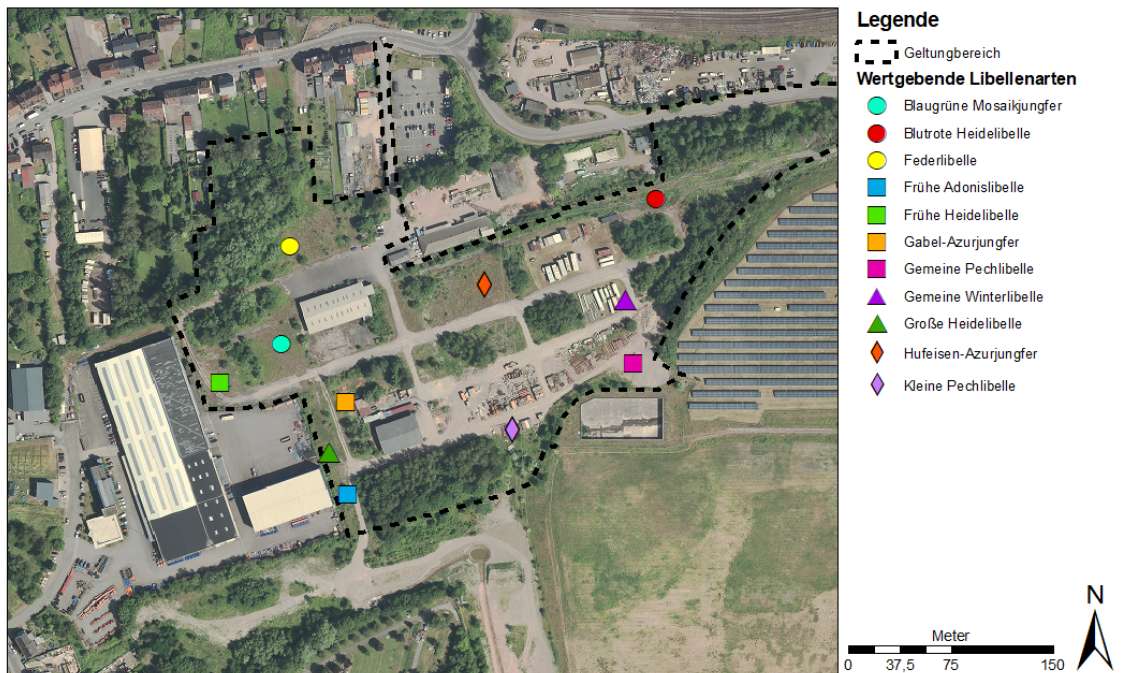 Legende
Geltungbereich
Wertgebende Libellenarten
Blaugrüne Mosaikjungfer
Blutrote Heidelibelle
Federlibelle
Frühe Adonislibelle
Frühe Heidelibelle
Gabel-Azurjungfer
Gemeine Pechlibelle
Gemeine Winterlibelle
Große Heidelibelle
Hufeisen-Azurjungfer
Kleine Pechlibelle
N
Meter
0 37,5 75 150